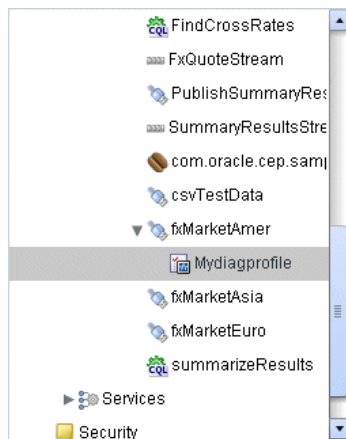 FindCrossRates
FxQuoteStream
PublishSummaryRes
SummaryResultsStre
com.oracle.cep.samp
csvTestData
fxMarketAmer
Mydiagprofile
fxMarketAsia
fxMarketEuro
summarizeResults
Services
Security